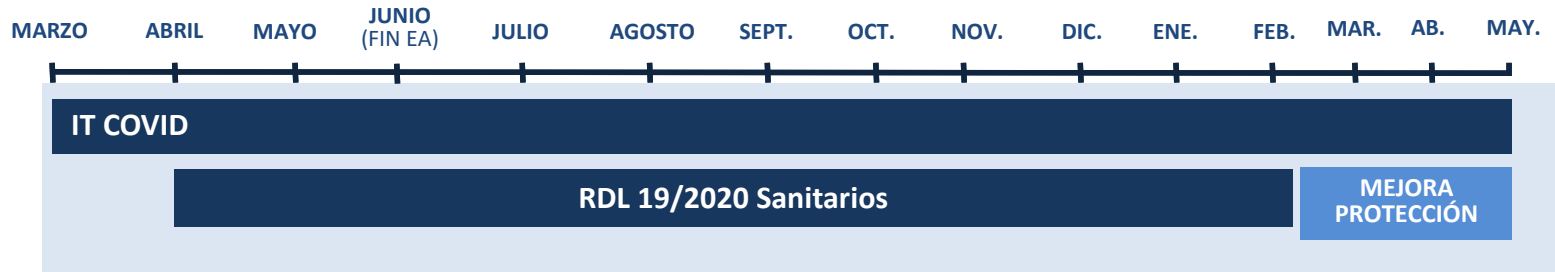 MARZO ABRIL MAYO JUNIO JULIO AGOSTO SEPT. OCT. NOV. DIC. ENE. FEB. MAR. AB. MAY.
(FIN EA)
IT COVID
RDL 19/2020 Sanitarios
MEJORA
PROTECCIÓN